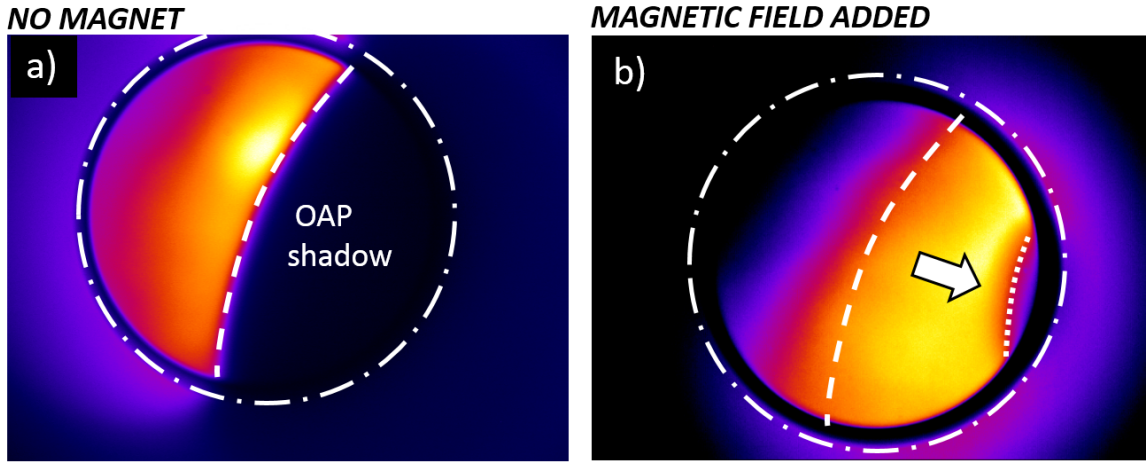 NO MAGNET
MAGNETIC FIELD ADDED
a)
b)
OAP
shadow